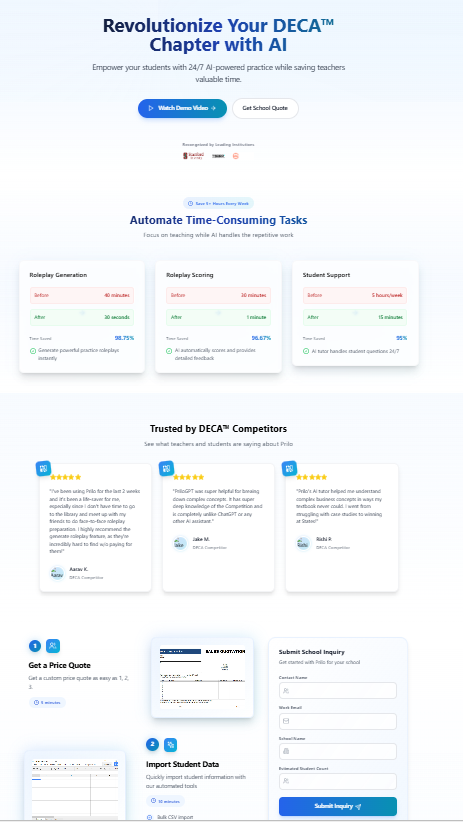 Revolutionize Your DECA™
Chapter with AI
Empower your students with 24/7 AI-powered practice while saving teachers
valuable time.
Watch Demo Video →
Get School Quote
Recongnized by Leading Institutions
Save 5+ Hours Every Week
Automate Time-Consuming Tasks
Focus on teaching while AI handles the repetitive work
Roleplay Generation
Before 40 minutes
After 30 seconds
Time Saved 98.75%
Generate powerful practice roleplays
instantly
Roleplay Scoring
Before 30 minutes
After 1 minute
Time Saved 96.67%
AI automatically scores and provides
detailed feedback
Student Support
Before 5 hours/week
After 15 minutes
Time Saved 95%
AI tutor handles student questions 24/7
Trusted by DECA™ Competitors
See what teachers and students are saying about Prilo
"I've been using Prilo for the last 2 weeks
and it's been a life-saver for me,
especially since I don't have time to go
to the library and meet up with my
friends to do face-to-face roleplay
preparation. I highly recommend the
generate roleplay feature, as they're
incredibly hard to find w/o paying for
them!"
Aarav K.
DECA Competitor
"PriloGPT was super helpful for breaking
down complex concepts. It has super
deep knowledge of the Competition and
is completely unlike ChatGPT or any
other AI assistant."
Jake M.
DECA Competitor
"Prilo's AI tutor helped me understand
complex business concepts in ways my
textbook never could. I went from
struggling with case studies to winning
at States!"
Rishi P.
DECA Competitor
1
Get a Price Quote
Get a custom price quote as easy as 1, 2,
3.
5 minutes
SALES QUOTATION
2
Import Student Data
Quickly import student information with
our automated tools
10 minutes
Bulk CSV import
Submit School Inquiry
Get started with Prilo for your school
Contact Name
Work Email
School Name
Estimated Student Count
Submit Inquiry